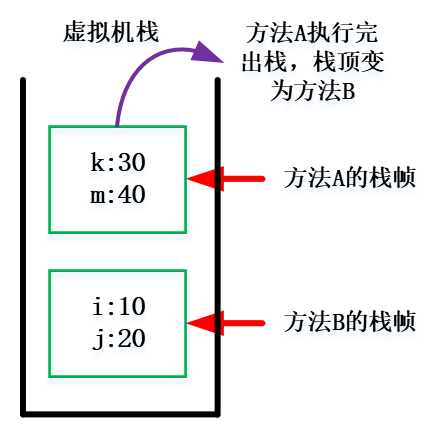 虚拟机栈
方法A执行完
出栈，栈顶变
为方法B
k:30
m:40
方法A的栈帧
i:10
j:20
方法B的栈帧